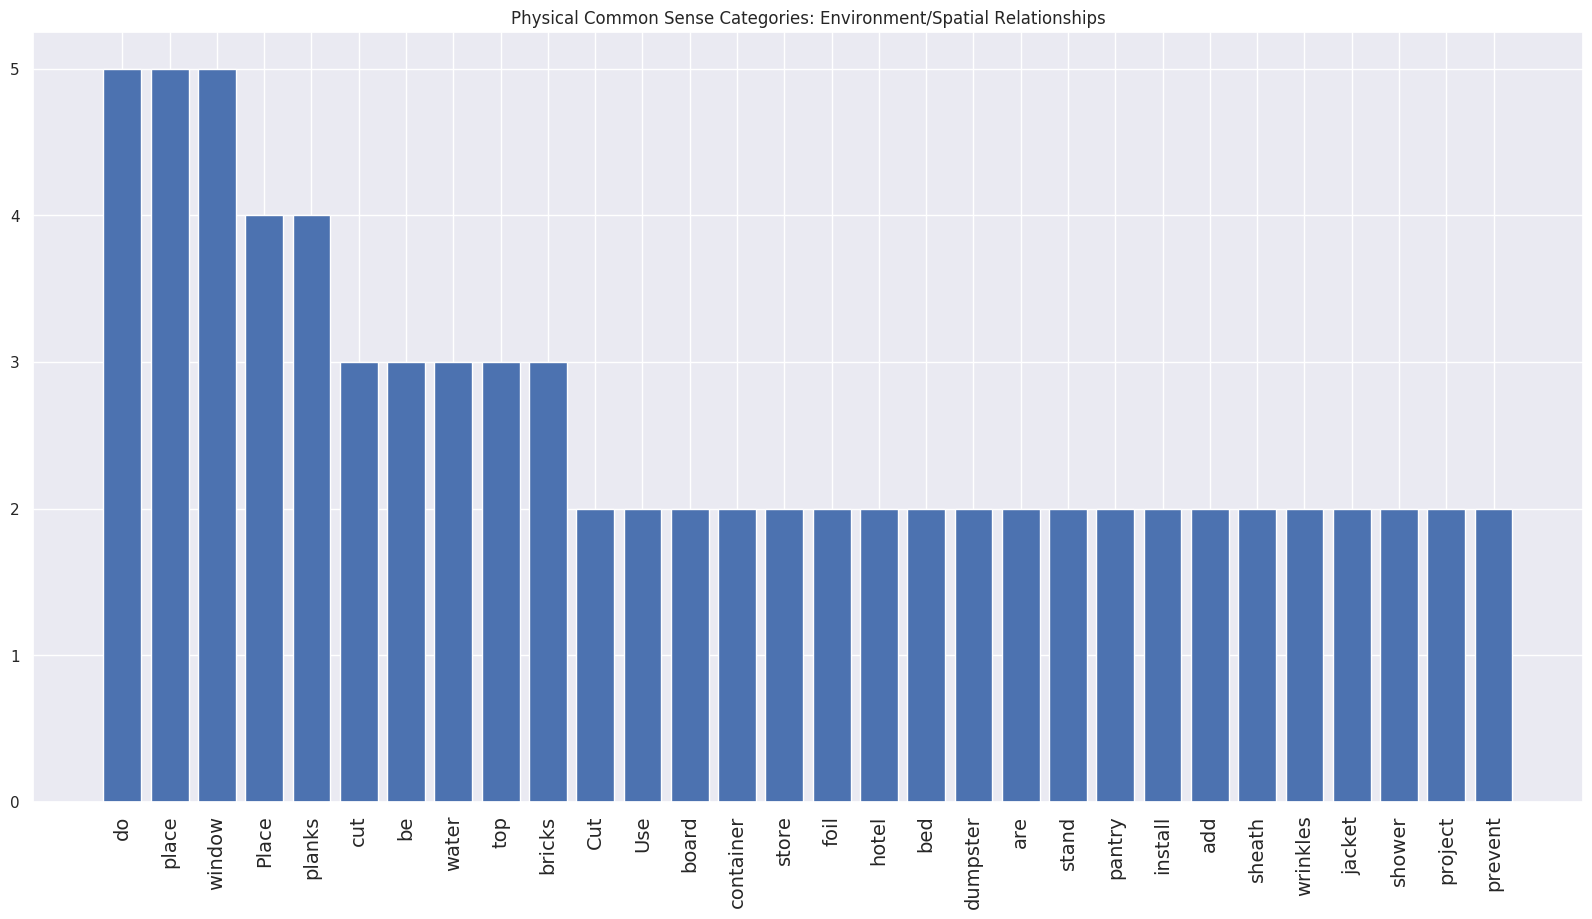 Physical Common Sense Categories: Environment/Spatial Relationships
5
4
3
2
1
0
do
place
window
Place
planks
cut
be
water
top
bricks
Cut
Use
board
container
store
foil
hotel
bed
dumpster
are
stand
pantry
install
add
sheath
wrinkles
jacket
shower
project
prevent